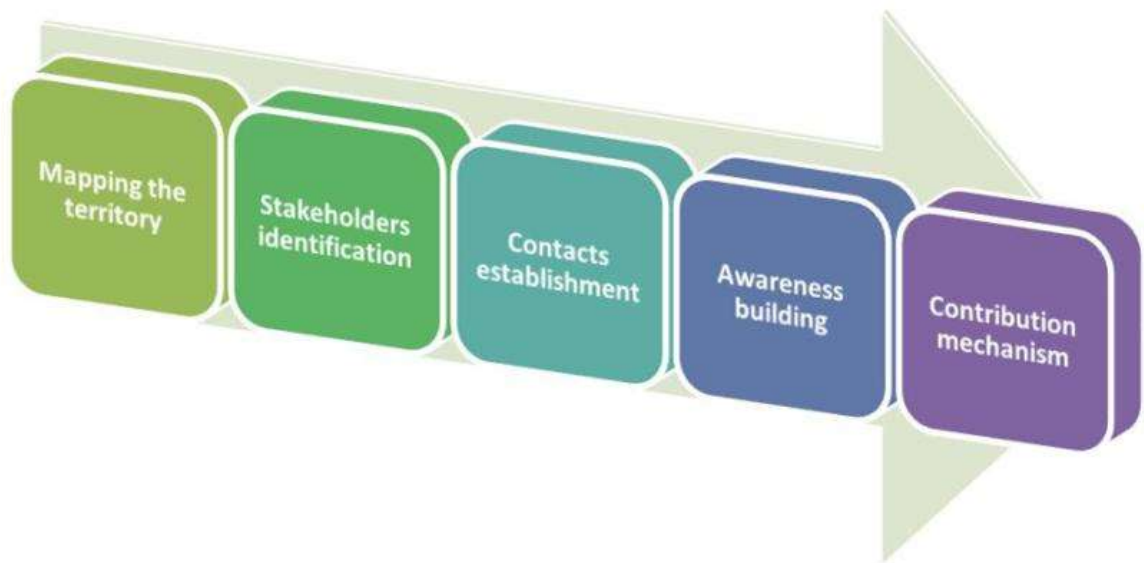 Mapping the
territory
Stakeholders
identification
Contacts
establishment
Awareness
building
Contribution
mechanism